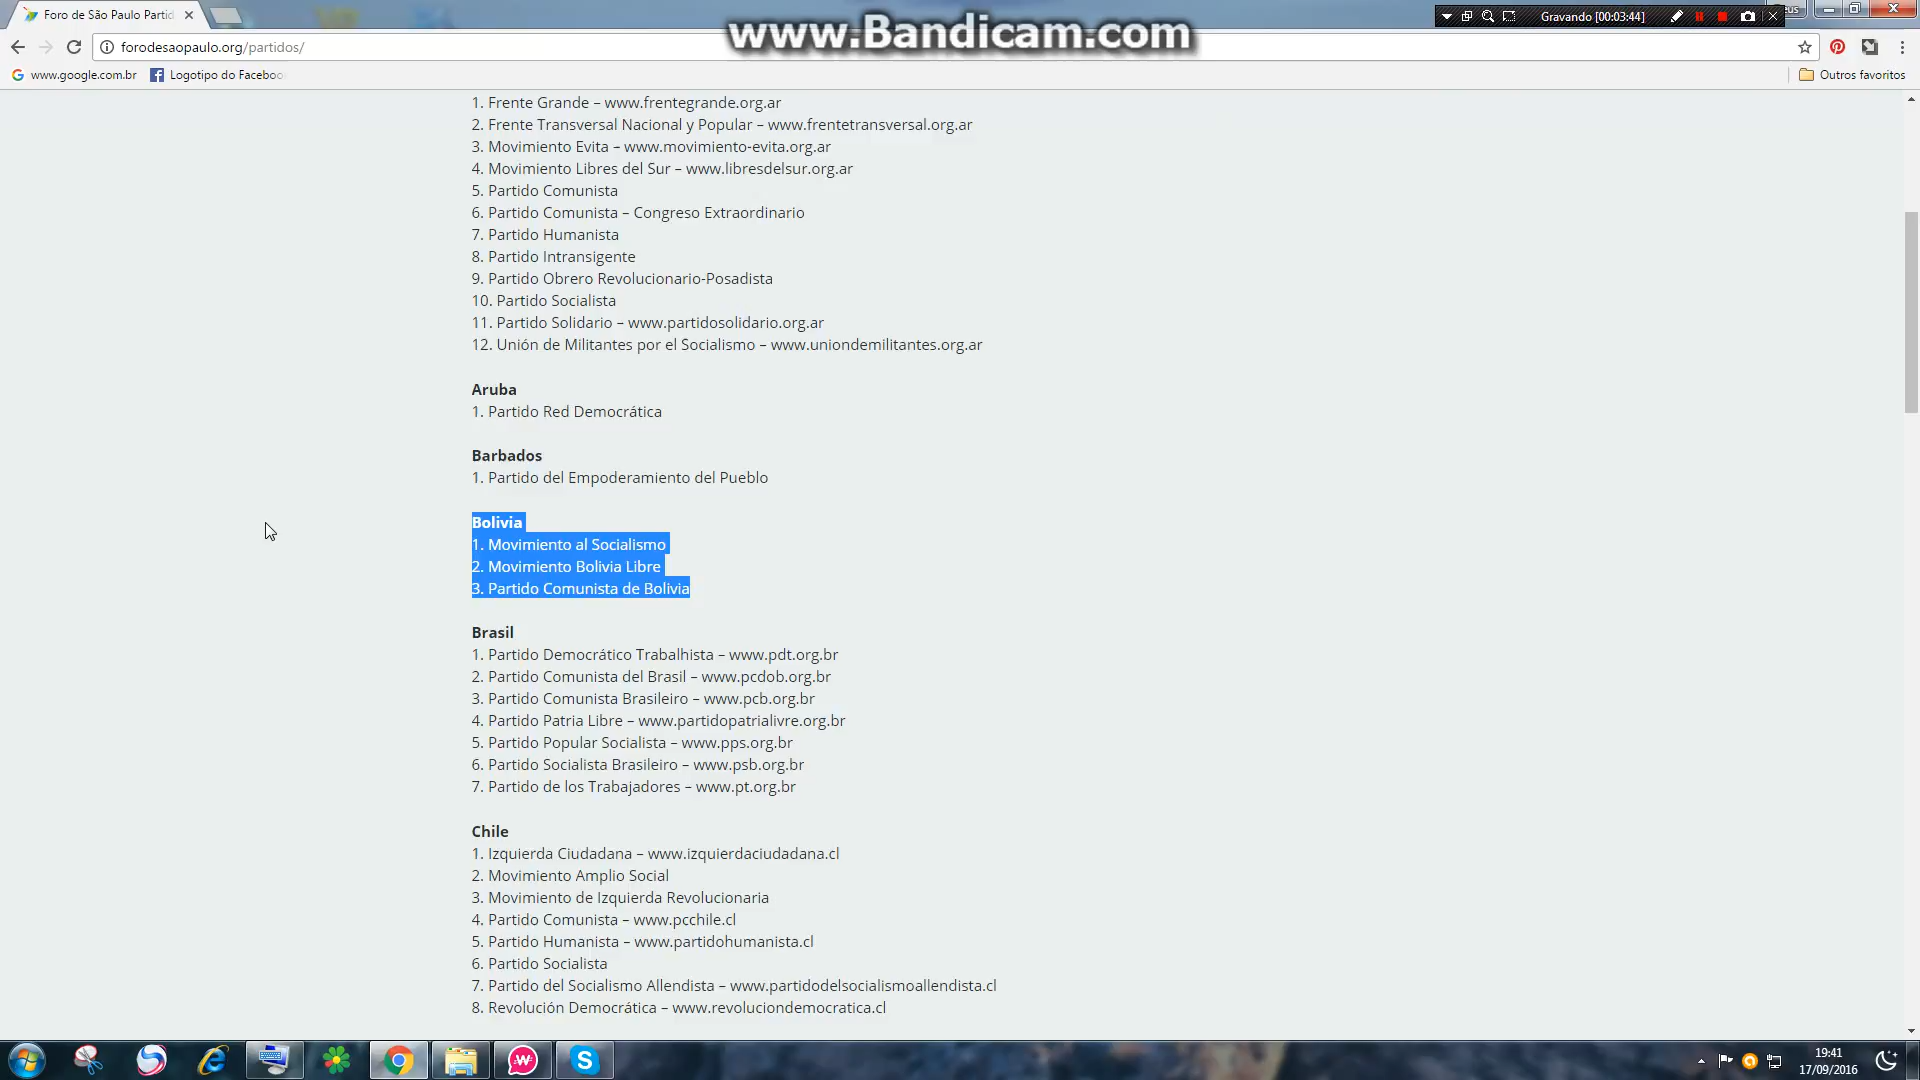 Foro de São Paulo Partid
www.Bandicam.com
Gravando [00:03:44]
forodesaopaulo.org/partidos/
www.google.com.br
Logotipo do Faceboo
Outros favoritos
1. Frente Grande – www.frentegrande.org.ar
2. Frente Transversal Nacional y Popular – www.frentetransversal.org.ar
3. Movimiento Evita – www.movimiento-evita.org.ar
4. Movimiento Libres del Sur – www.libresdelsur.org.ar
5. Partido Comunista
6. Partido Comunista – Congreso Extraordinario
7. Partido Humanista
8. Partido Intransigente
9. Partido Obrero Revolucionario-Posadista
10. Partido Socialista
11. Partido Solidario – www.partidosolidario.org.ar
12. Unión de Militantes por el Socialismo – www.uniondemilitantes.org.ar
Aruba
1. Partido Red Democrática
Barbados
1. Partido del Empoderamiento del Pueblo
Bolivia
1. Movimiento al Socialismo
2. Movimiento Bolivia Libre
3. Partido Comunista de Bolivia
Brasil
1. Partido Democrático Trabalhista – www.pdt.org.br
2. Partido Comunista del Brasil – www.pcdob.org.br
3. Partido Comunista Brasileiro – www.pcb.org.br
4. Partido Patria Libre – www.partidopatrialivre.org.br
5. Partido Popular Socialista – www.pps.org.br
6. Partido Socialista Brasileiro – www.psb.org.br
7. Partido de los Trabajadores – www.pt.org.br
Chile
1. Izquierda Ciudadana – www.izquierdaciudadana.cl
2. Movimiento Amplio Social
3. Movimiento de Izquierda Revolucionaria
4. Partido Comunista – www.pcchile.cl
5. Partido Humanista – www.partidohumanista.cl
6. Partido Socialista
7. Partido del Socialismo Allendista – www.partidodelsocialismoallendista.cl
8. Revolución Democrática – www.revoluciondemocratica.cl
19:41
17/09/2016